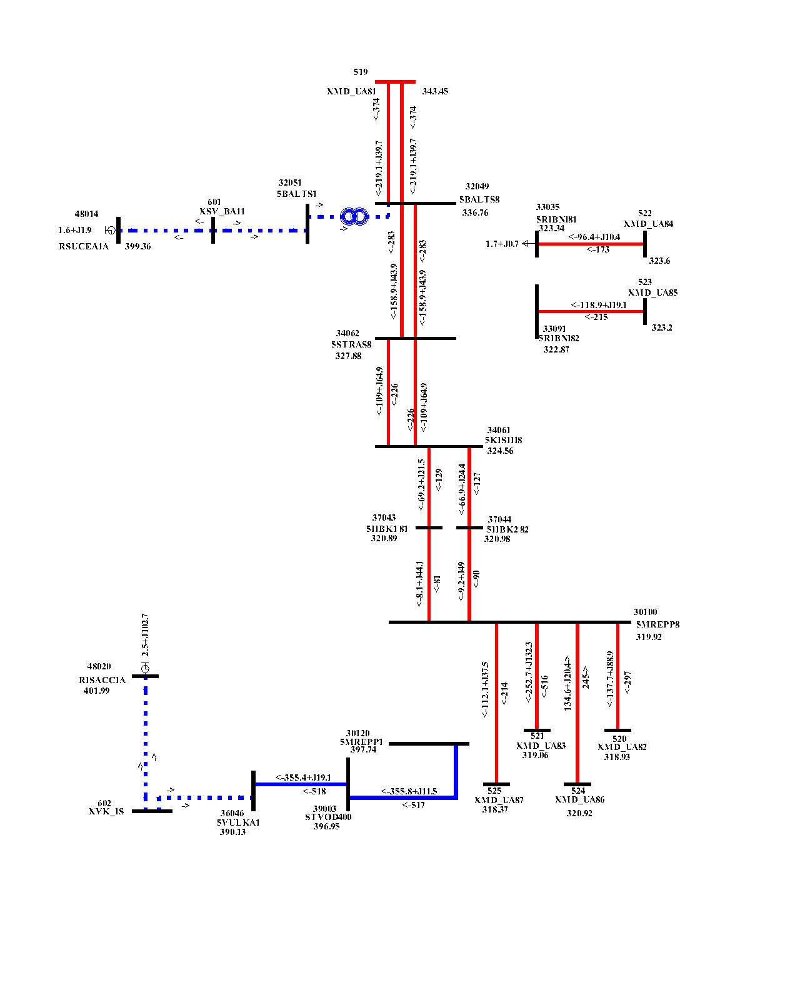 519
XMD_UA81
343.45
<-374
<-374
<-219.1+J39.7
<-219.1+J39.7
32051
5BALTS1
32049
5BALTS8
336.76
601
XSV_BA11
48014
1.6+J1.9
RSUCEA1A
399.36
<-
<-
->
->
->
->
33035
5RIBNI81
323.34
1.7+J0.7
522
XMD_UA84
<-96.4+J10.4
<-173
323.6
523
XMD_UA85
<-118.9+J19.1
<-215
323.2
33091
5RIBNI82
322.87
<-283
<-283
<-158.9+J43.9
<-158.9+J43.9
34062
5STRAS8
327.88
<-109+J64.9
<-226
<-226
<-109+J64.9
34061
5KISHI8
324.56
<-69.2+J21.5
<-129
<-66.9+J24.4
<-127
37043
5HBK1 81
320.89
37044
5HBK2 82
320.98
<-8.1+J44.1
<-81
<-9.2+J49
<-90
30100
5MREPP8
319.92
2.5+J102.7
48020
RISACC1A
401.99
<-112.1+J37.5
<-214
<-252.7+J132.3
<-516
134.6+J20.4->
245->
<-137.7+J88.9
<-297
30120
5MREPP1
397.74
521
XMD_UA83
319.06
520
XMD_UA82
318.93
<-355.4+J19.1
<-518
<-355.8+J11.5
<-517
525
XMD_UA87
318.37
524
XMD_UA86
320.92
602
XVK_IS
->
->
->
->
36046
5VULKA1
390.13
39003
STVOD400
396.95